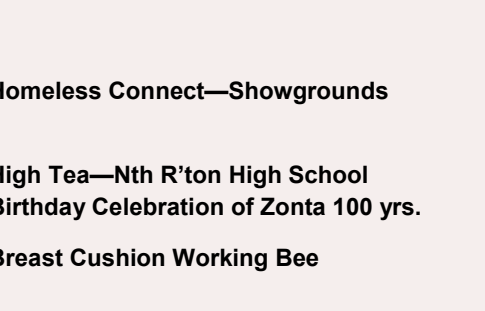 Homeless Connect—Showgrounds
High Tea—Nth R'ton High School
Birthday Celebration of Zonta 100 yrs.
Breast Cushion Working Bee